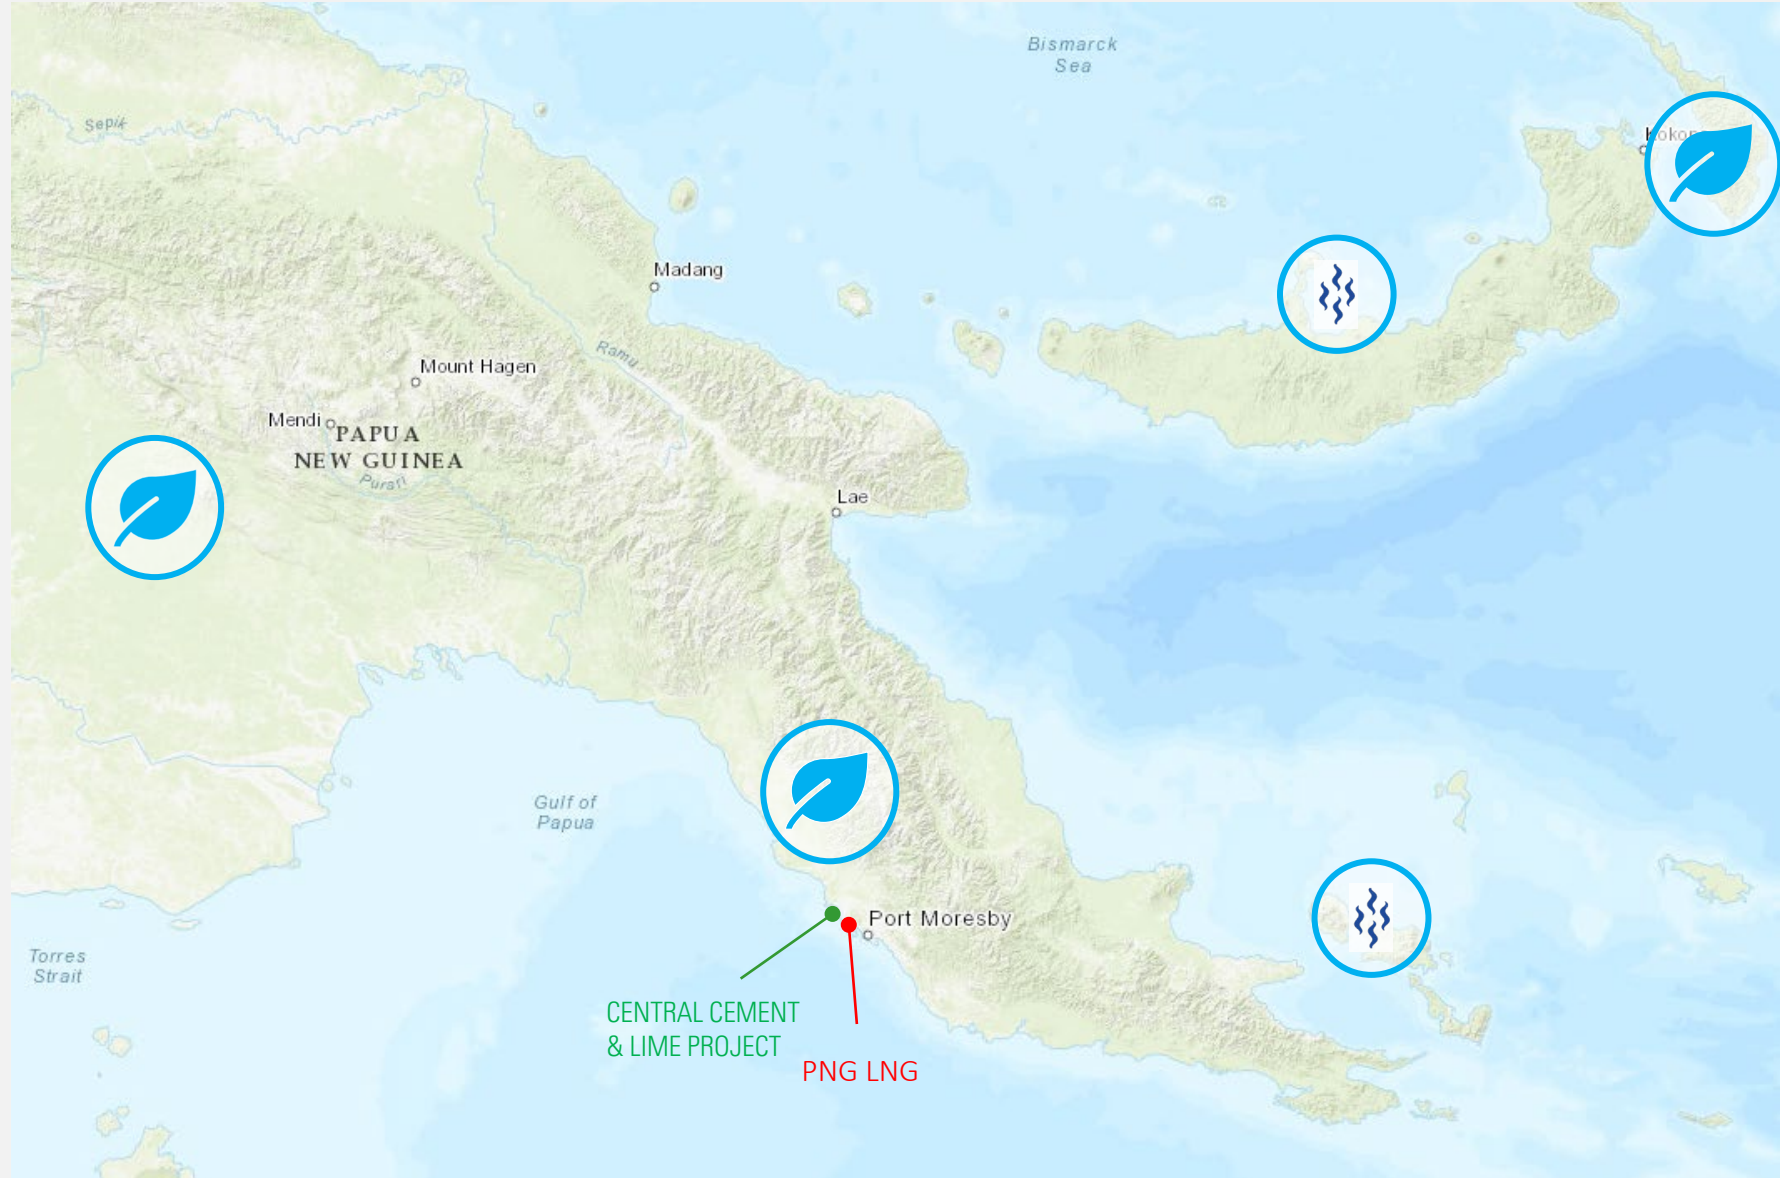 Bismarck
Sea
Sepik
Madang
Ramu
Mount Hagen
Mendi
PAPUA
NEW GUINEA
Purari
Lae
Gulf of
Papua
Port Moresby
Torres
Strait
CENTRAL CEMENT
& LIME PROJECT
PNG LNG